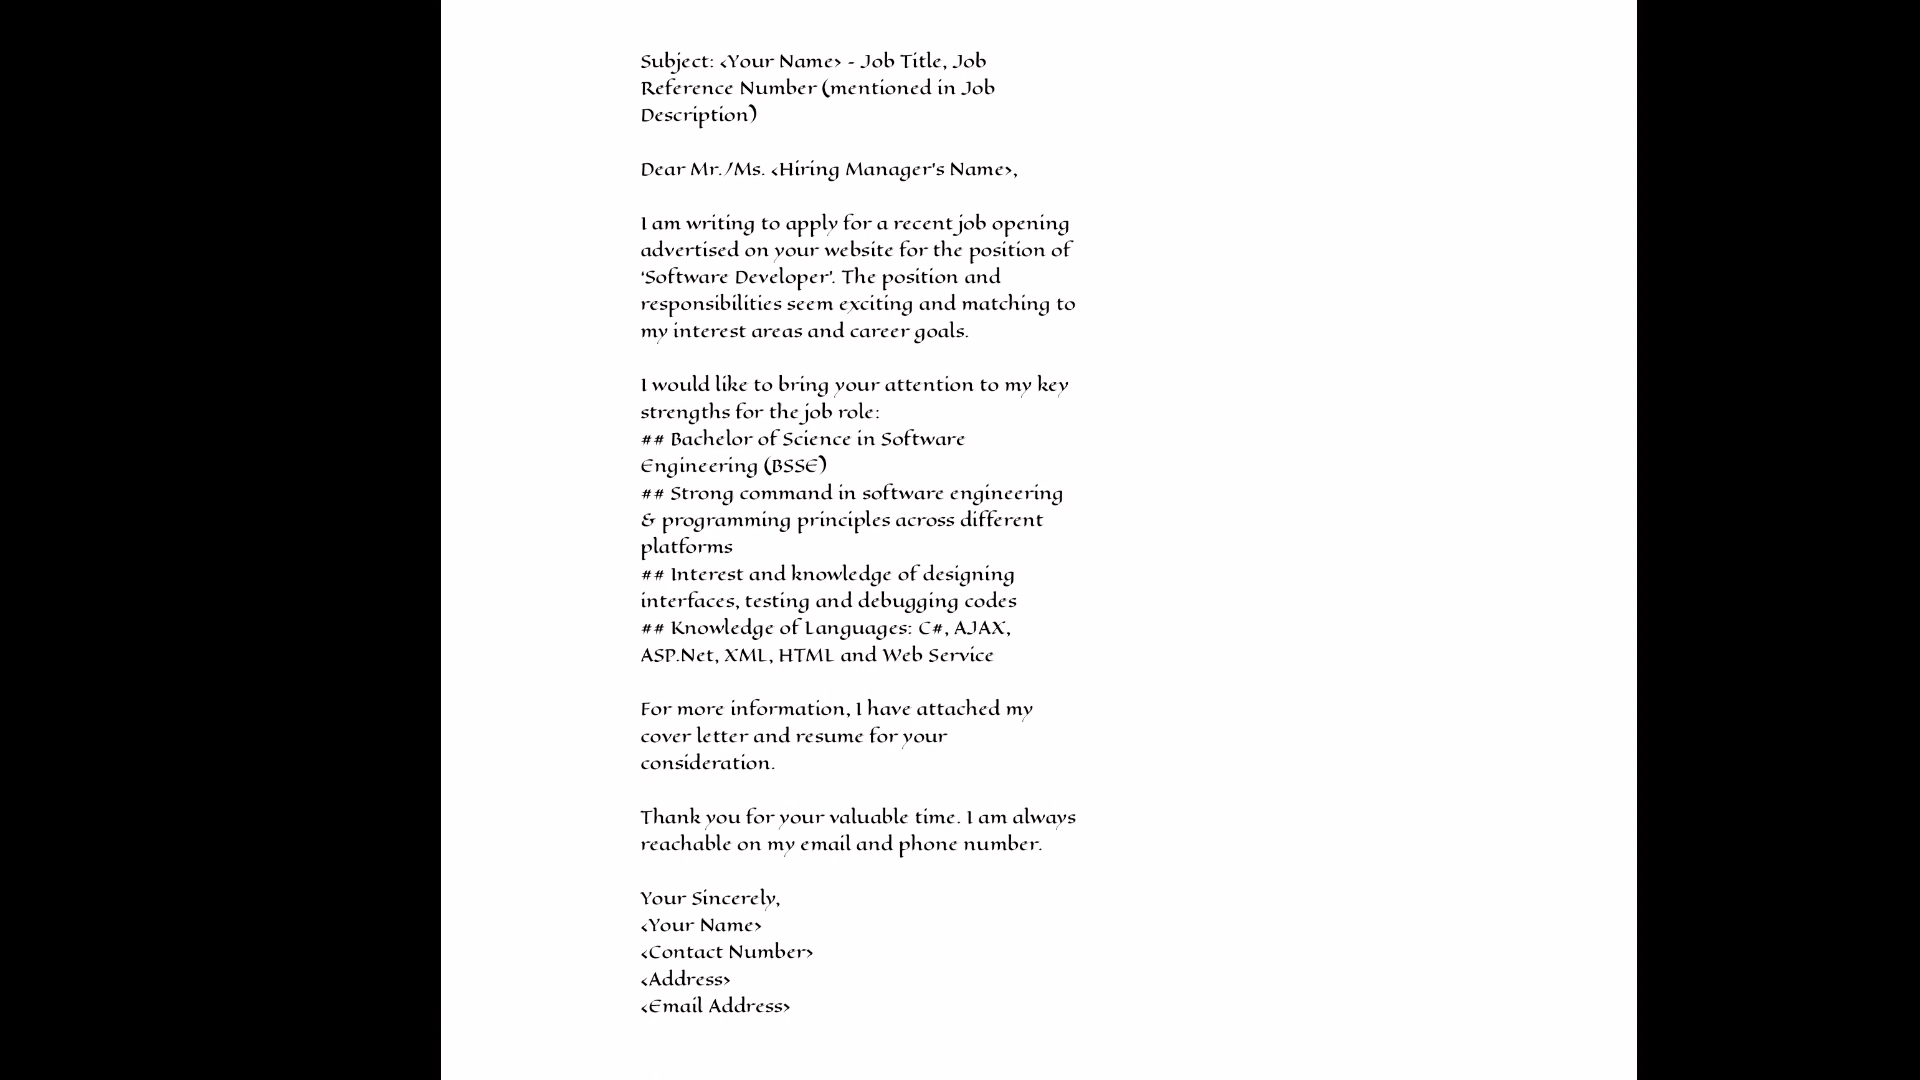 Subject: <Your Name> - Job Title, Job
Reference Number (mentioned in Job
Description)
Dear Mr./Ms. <Hiring Manager's Name>,
I am writing to apply for a recent job opening
advertised on your website for the position of
‘Software Developer’. The position and
responsibilities seem exciting and matching to
my interest areas and career goals.
I would like to bring your attention to my key
strengths for the job role:
## Bachelor of Science in Software
Engineering (BSSE)
## Strong command in software engineering
& programming principles across different
platforms
## Interest and knowledge of designing
interfaces, testing and debugging codes
## Knowledge of Languages: C#, AJAX,
ASP.Net, XML, HTML and Web Service
For more information, I have attached my
cover letter and resume for your
consideration.
Thank you for your valuable time. I am always
reachable on my email and phone number.
Your Sincerely,
<Your Name>
<Contact Number>
<Address>
<Email Address>